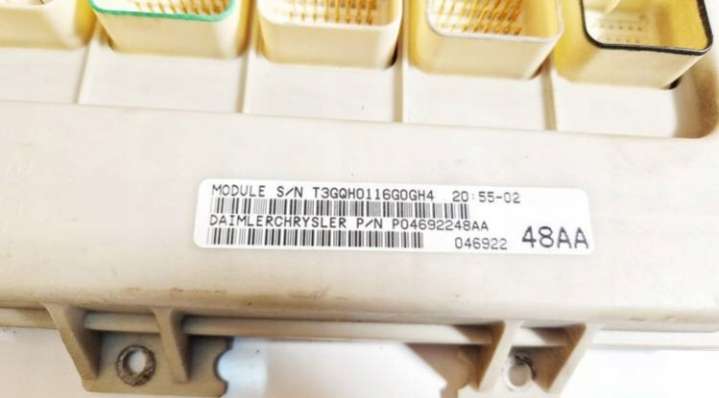 MODULE S/N T3GQH0116G0GH4 20:55-02
DAIMLERCHRYSLER P/N P04692248AA
046922 48AA